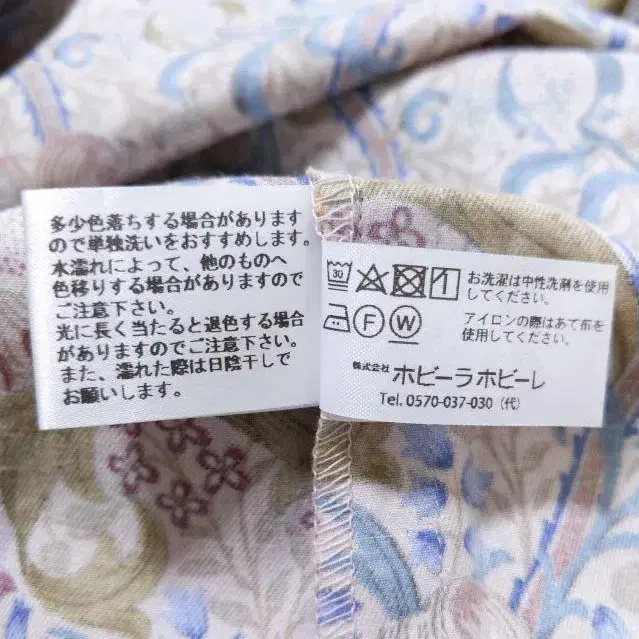 多少色落ちする場合があります
ので単独洗いをおすすめします。
水濡れによって、他のものへ
色移りする場合がありますので
ご注意下さい。
光に長く当たると退色する場合
がありますのでご注意下さい。
また、濡れた際は日陰干しで
お願いします。
30
お洗濯は中性洗剤を使用
してください。
F W
アイロンの際はあて布を
使用してください。
株式会社 ホビーラホビーレ
Tel. 0570-037-030（代）